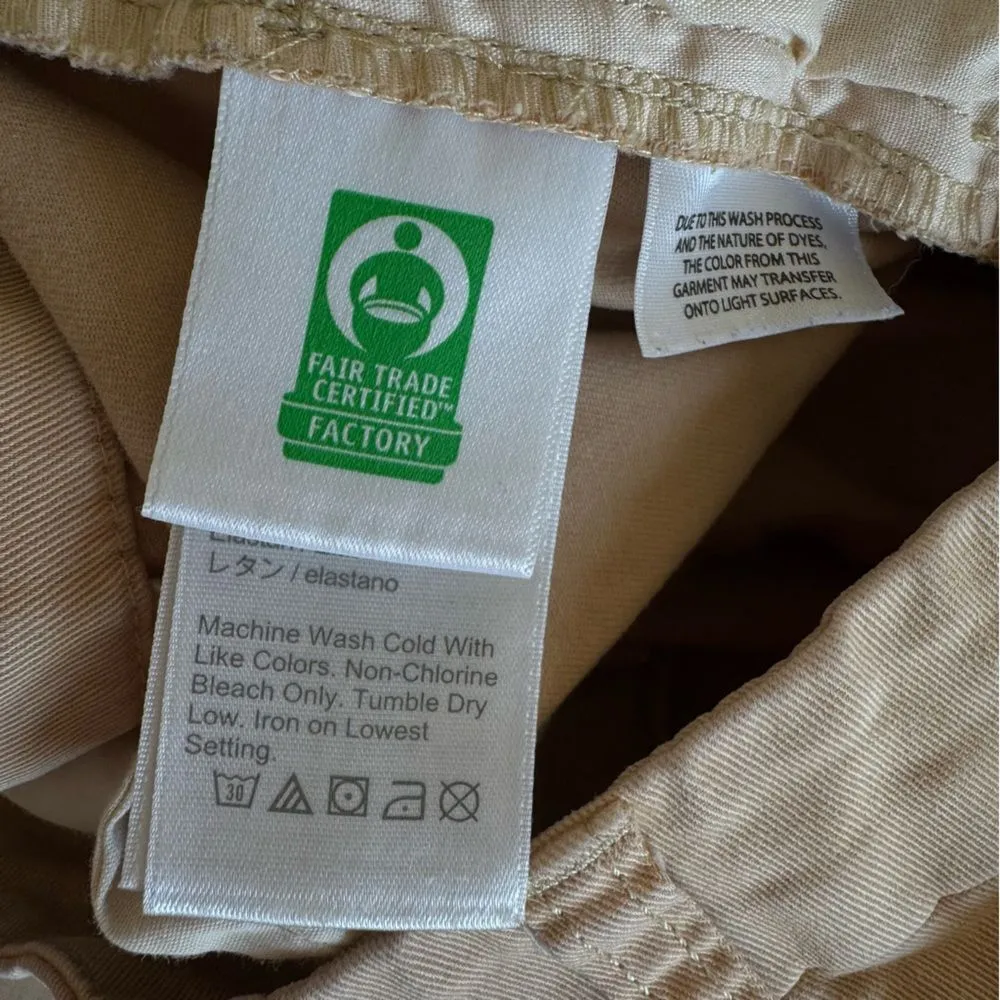 FAIR TRADE
CERTIFIED™
FACTORY
DUE TO THIS WASH PROCESS
AND THE NATURE OF DYES,
THE COLOR FROM THIS
GARMENT MAY TRANSFER
ONTO LIGHT SURFACES.
レタン / elastano
Machine Wash Cold With
Like Colors. Non-Chlorine
Bleach Only. Tumble Dry
Low. Iron on Lowest
Setting.
30